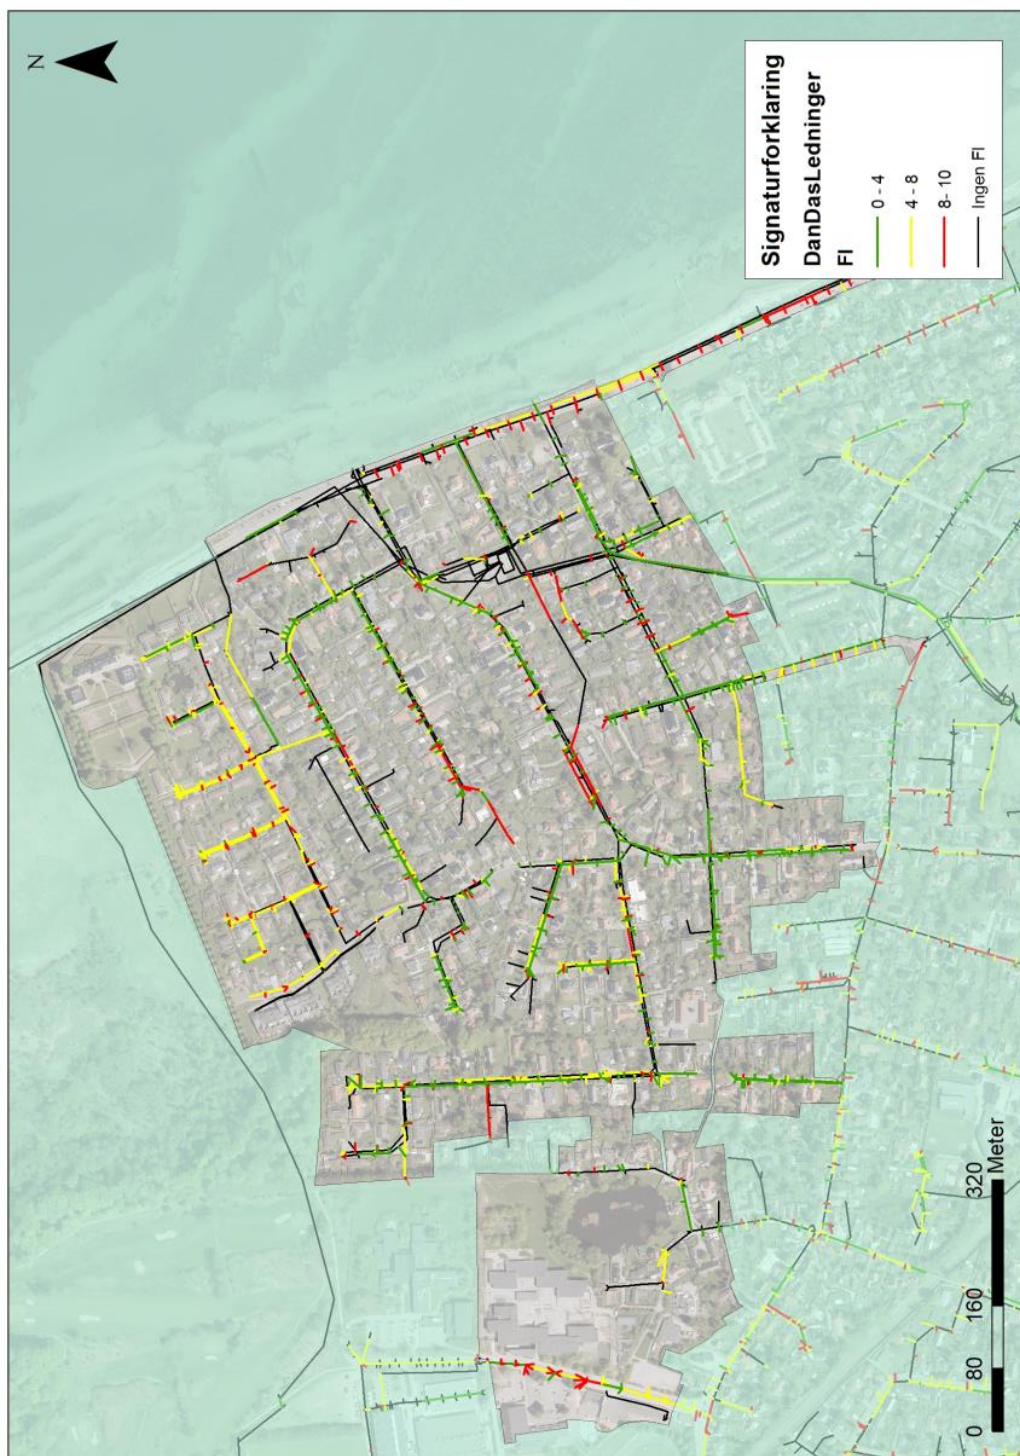 N
Signaturforklaring
DanDasLedninger
FI
0 - 4
4 - 8
8- 10
Ingen FI
0 80 160 320
Meter